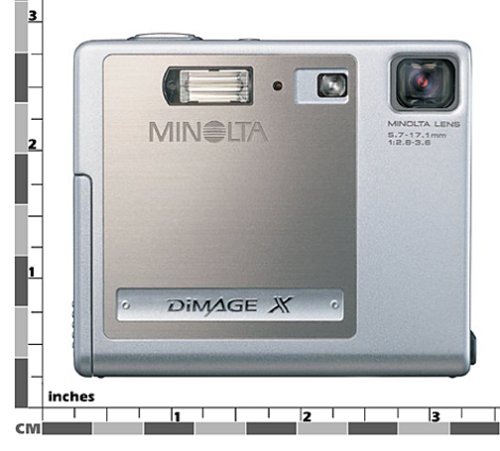 3
MINOLTA
MINOLTA LENS
5.7-17.1mm
1:2.8-3.6
2
1
DiMAGE X
inches
1 2 3
CM